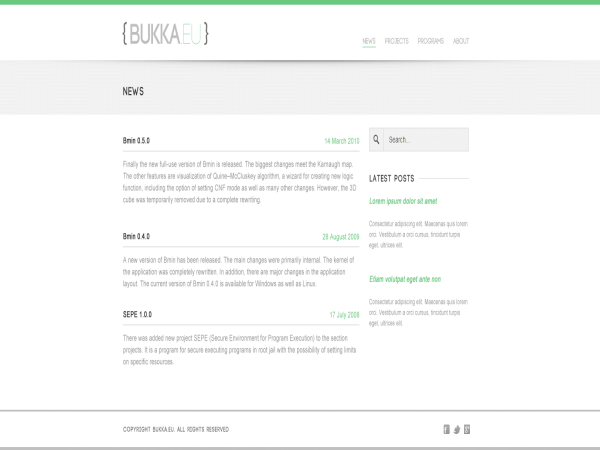 {BUKKA.EU}
NEWS PROJECTS PROGRAMS ABOUT
NEWS
Bmin 0.5.0 14 March 2010
Finally the new full-use version of Bmin is released. The biggest changes meet the Karnaugh map.
The other features are visualization of Quine–McCluskey algorithm, a wizard for creating new logic
function, including the option of setting CNF mode as well as many other changes. However, the 3D
cube was temporarily removed due to a complete rewriting.
Bmin 0.4.0 28 August 2009
A new version of Bmin has been released. The main changes were primarily internal. The kernel of
the application was completely rewritten. In addition, there are major changes in the application
layout. The current version of Bmin 0.4.0 is available for Windows as well as Linux.
SEPE 1.0.0 17 July 2008
There was added new project SEPE (Secure Environment for Program Execution) to the section
projects. It is a program for secure executing programs in root jail with the possibility of setting limits
on specific resources.
Search...
LATEST POSTS
Lorem ipsum dolor sit amet
Consectetur adipiscing elit. Maecenas quis lorem
orci. Vestibulum a orci cursus, tincidunt turpis
eget, ultrices elit.
Etiam volutpat eget ante non
Consectetur adipiscing elit. Maecenas quis lorem
orci. Vestibulum a orci cursus, tincidunt turpis
eget, ultrices elit.
COPYRIGHT BUKKA.EU. ALL RIGHTS RESERVED